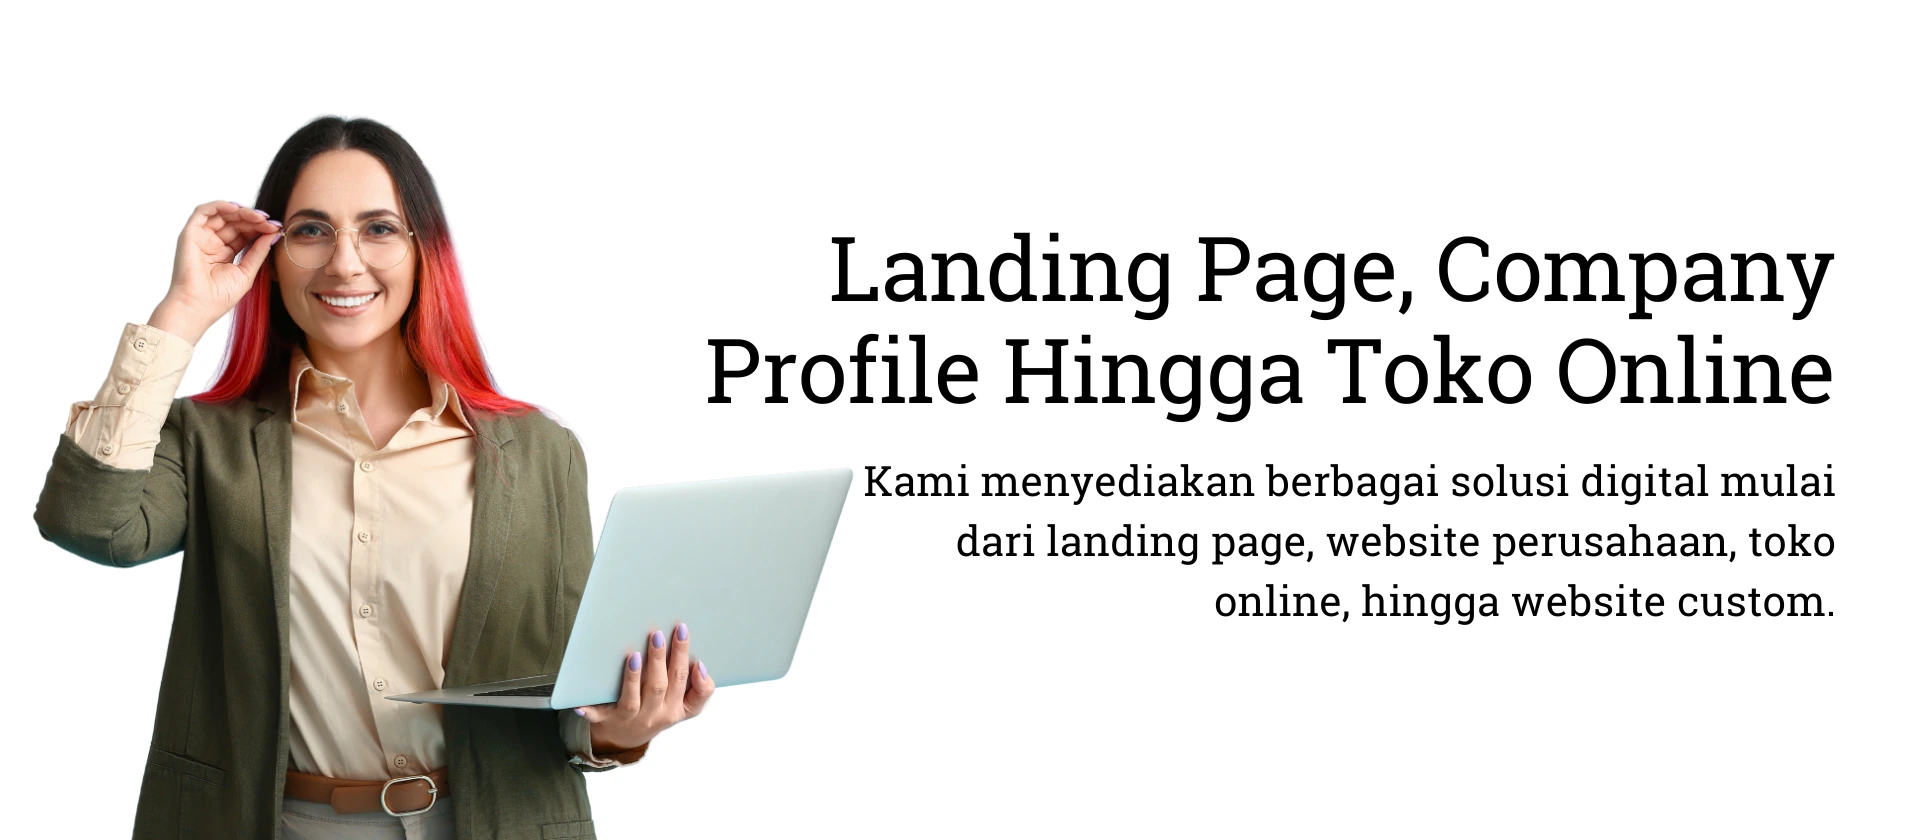 Landing Page, Company
Profile Hingga Toko Online
Kami menyediakan berbagai solusi digital mulai
dari landing page, website perusahaan, toko
online, hingga website custom.